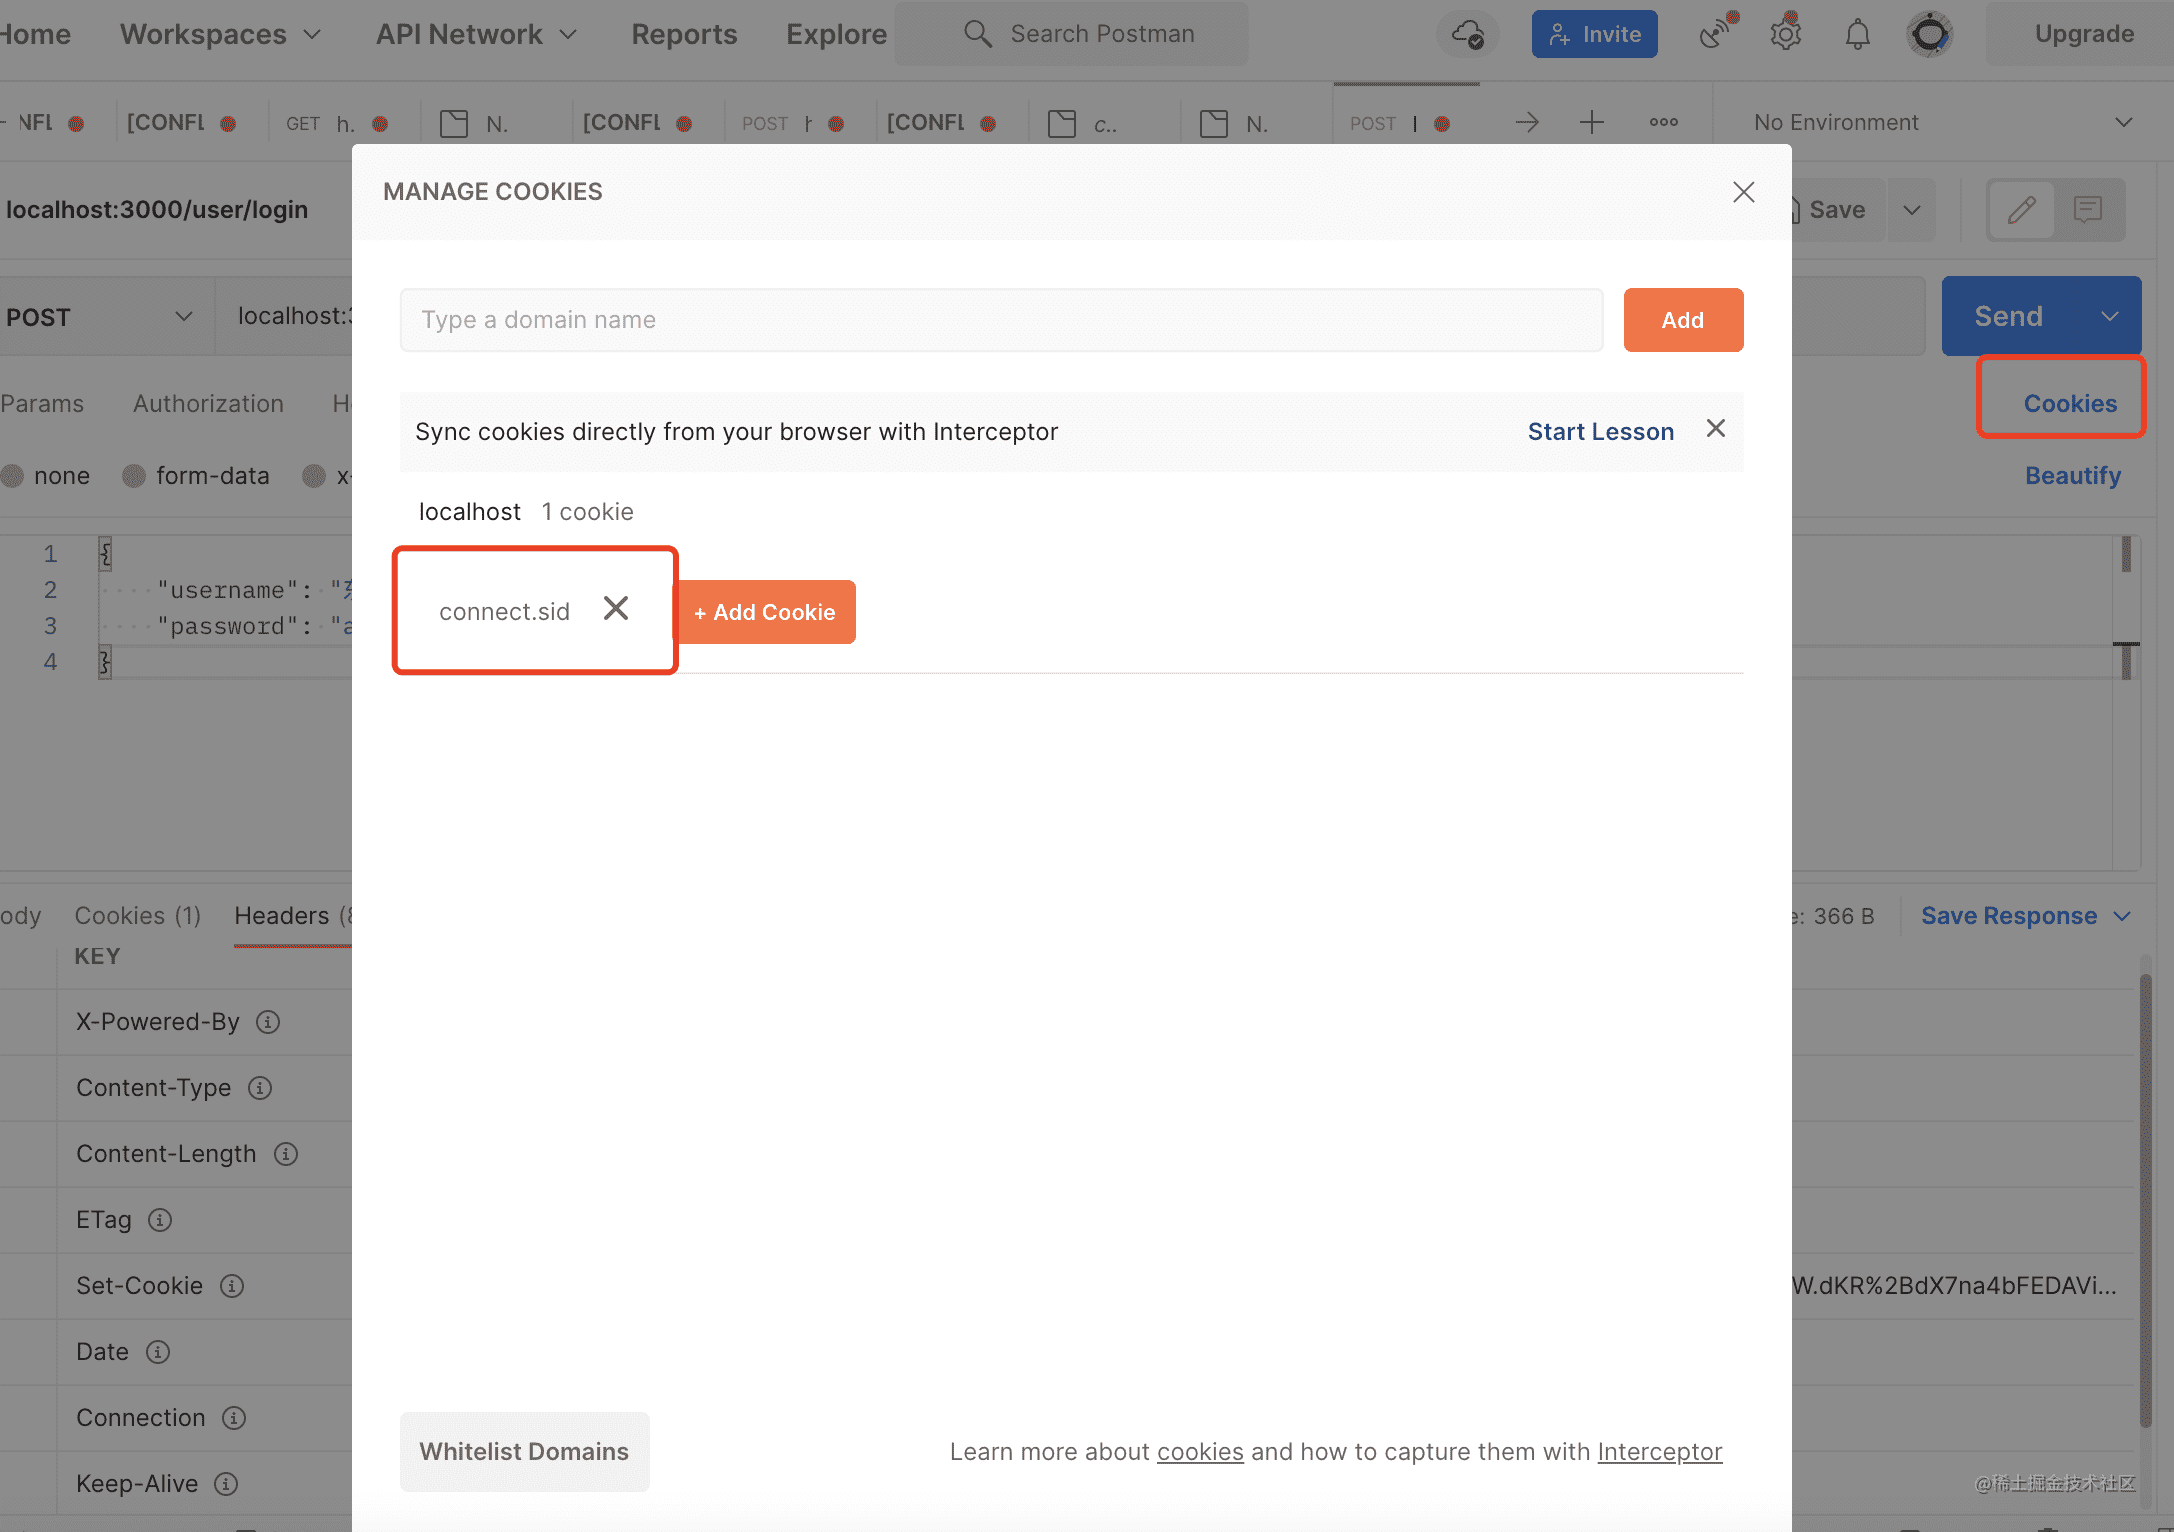 Home Workspaces API Network Reports Explore Search Postman Invite Upgrade
NFL [CONFL GET h. N. [CONFL POST [CONFL c.. N. POST No Environment
MANAGE COOKIES
localhost:3000/user/login Save
POST localhost: Type a domain name Add Send
Params Authorization Sync cookies directly from your browser with Interceptor Start Lesson Cookies
none form-data x- localhost 1 cookie Beautify
1 {
2 "username": "
3 "password": "a
4 }
connect.sid + Add Cookie
ody Cookies (1) Headers (8 e: 366 B Save Response
KEY
X-Powered-By
Content-Type
Content-Length
ETag
Set-Cookie W.dKR%2BdX7na4bFEDAVi...
Date
Connection
Whitelist Domains Learn more about cookies and how to capture them with Interceptor
Keep-Alive
@稀土掘金技术社区